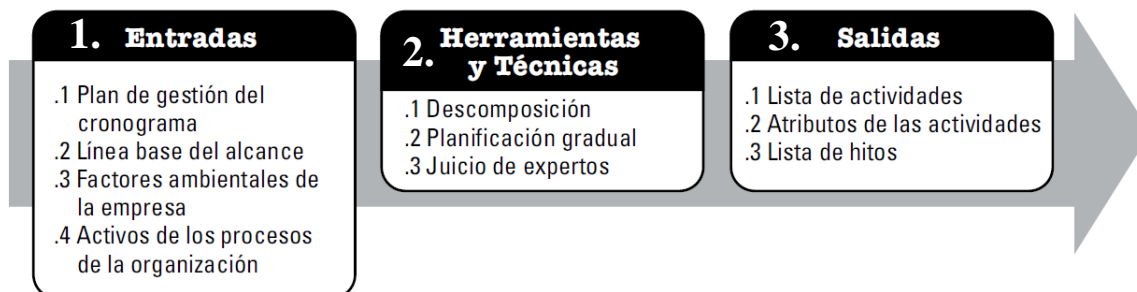 1. Entradas
.1 Plan de gestión del
cronograma
.2 Línea base del alcance
.3 Factores ambientales de
la empresa
.4 Activos de los procesos
de la organización
2. Herramientas
y Técnicas
.1 Descomposición
.2 Planificación gradual
.3 Juicio de expertos
3. Salidas
.1 Lista de actividades
.2 Atributos de las actividades
.3 Lista de hitos